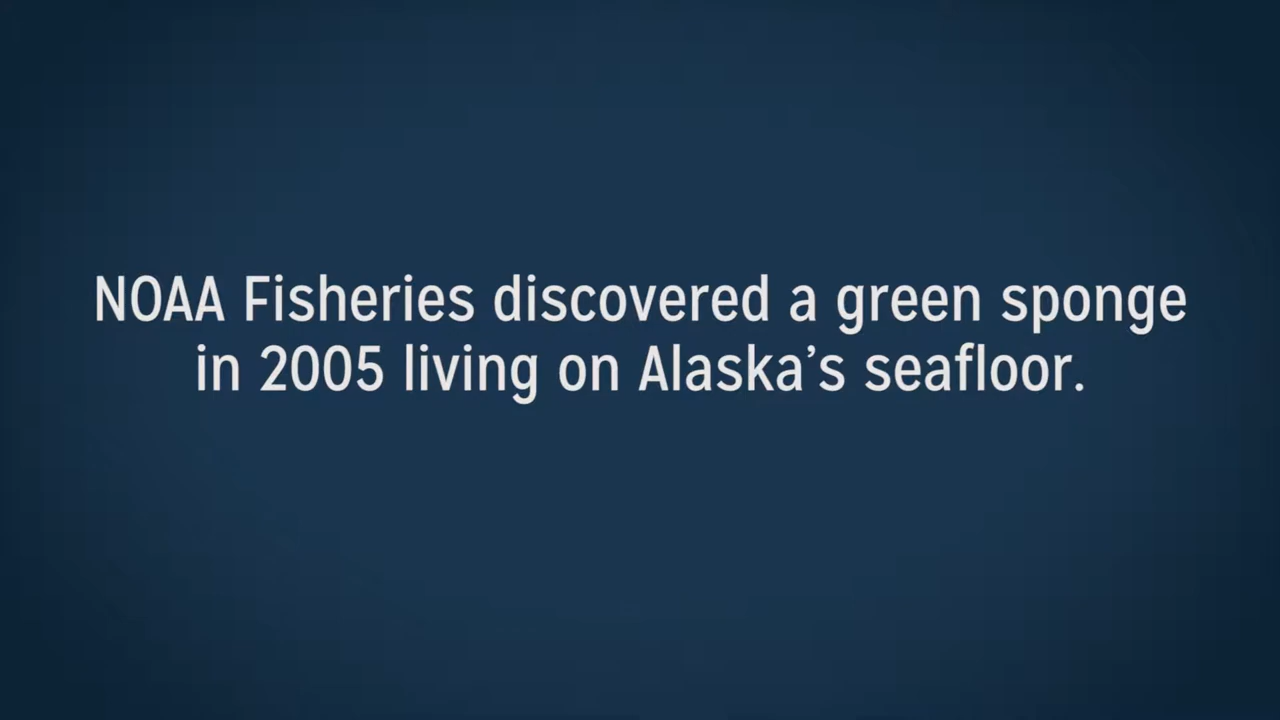 NOAA Fisheries discovered a green sponge
in 2005 living on Alaska’s seafloor.